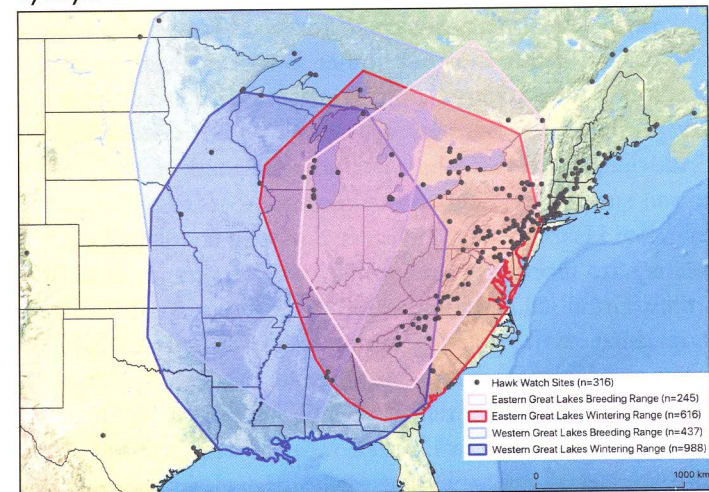 Hawk Watch Sites (n=316)
Eastern Great Lakes Breeding Range (n=245)
Eastern Great Lakes Wintering Range (n=616)
Western Great Lakes Breeding Range (n=437)
Western Great Lakes Wintering Range (n=988)
0 1000 km